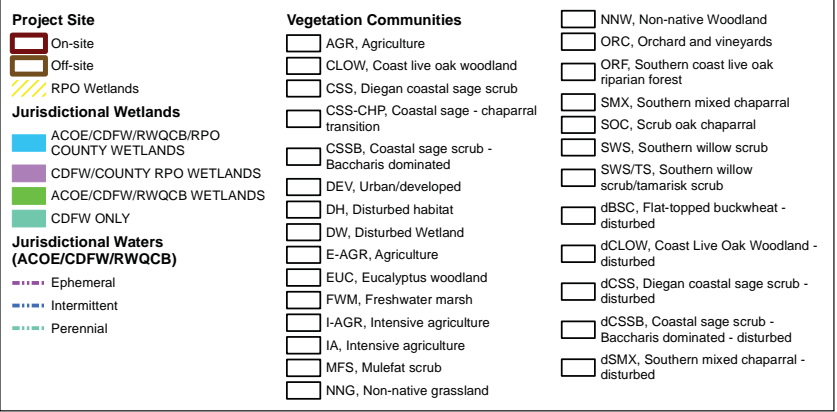 Project Site
On-site
Off-site
RPO Wetlands
Jurisdictional Wetlands
ACOE/CDFW/RWQCB/RPO
COUNTY WETLANDS
CDFW/COUNTY RPO WETLANDS
ACOE/CDFW/RWQCB WETLANDS
CDFW ONLY
Jurisdictional Waters
(ACOE/CDFW/RWQCB)
Ephemeral
Intermittent
Perennial
Vegetation Communities
AGR, Agriculture
CLOW, Coast live oak woodland
CSS, Diegan coastal sage scrub
CSS-CHP, Coastal sage - chaparral
transition
CSSB, Coastal sage scrub -
Baccharis dominated
DEV, Urban/developed
DH, Disturbed habitat
DW, Disturbed Wetland
E-AGR, Agriculture
EUC, Eucalyptus woodland
FWM, Freshwater marsh
I-AGR, Intensive agriculture
IA, Intensive agriculture
MFS, Mulefat scrub
NNG, Non-native grassland
NNW, Non-native Woodland
ORC, Orchard and vineyards
ORF, Southern coast live oak
riparian forest
SMX, Southern mixed chaparral
SOC, Scrub oak chaparral
SWS, Southern willow scrub
SWS/TS, Southern willow
scrub/tamarisk scrub
dBSC, Flat-topped buckwheat -
disturbed
dCLOW, Coast Live Oak Woodland -
disturbed
dCSS, Diegan coastal sage scrub -
disturbed
dCSSB, Coastal sage scrub -
Baccharis dominated - disturbed
dSMX, Southern mixed chaparral -
disturbed